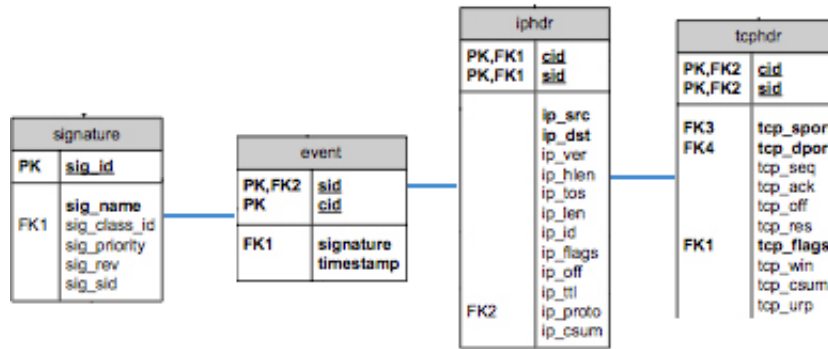 signature
PK sig_id
sig_name
FK1 sig_class_id
sig_priority
sig_rev
sig_sid
event
PK,FK2 sid
PK cid
FK1 signature
timestamp
iphdr
PK,FK1 cid
PK,FK1 sid
ip_src
ip_dst
ip_ver
ip_hlen
ip_tos
ip_len
ip_id
ip_flags
ip_off
ip_ttl
FK2 ip_proto
ip_csum
tcphdr
PK,FK2 cid
PK,FK2 sid
FK3 tcp_spor
FK4 tcp_dpor
tcp_seq
tcp_ack
tcp_off
tcp_res
FK1 tcp_flags
tcp_win
tcp_csum
tcp_urp